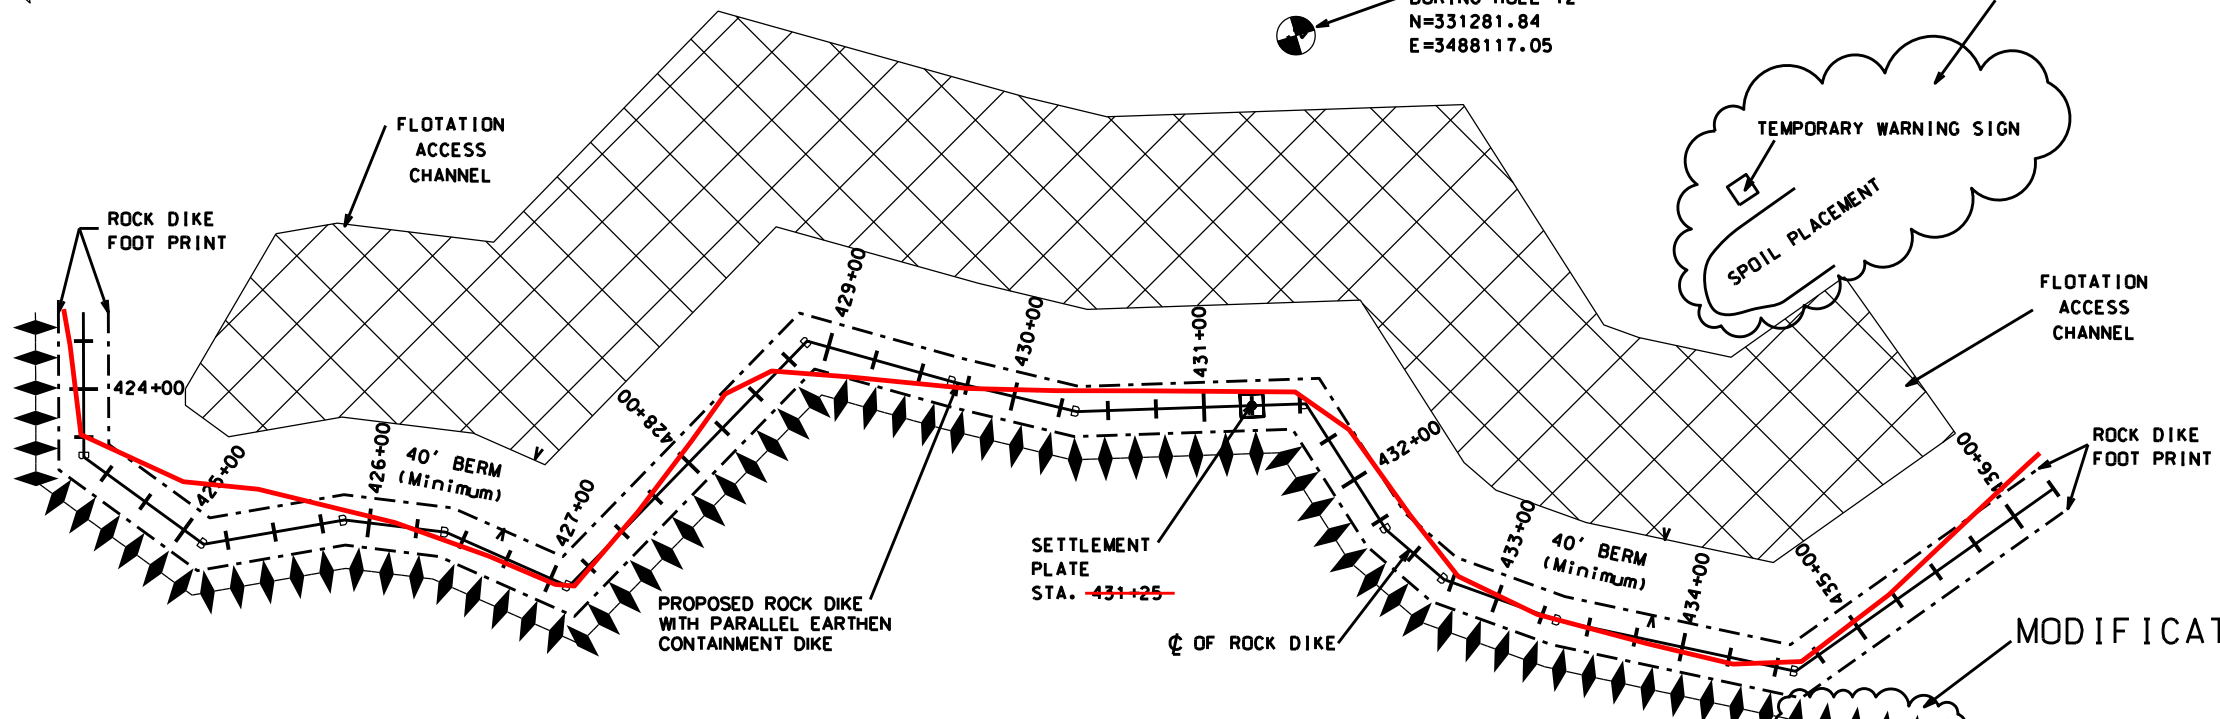 N=331281.84
E=3488117.05
TEMPORARY WARNING SIGN
SPOIL PLACEMENT
FLOTATION
ACCESS
CHANNEL
ROCK DIKE
FOOT PRINT
424+00
425+00
426+00
40' BERM
(Minimum)
427+00
428+00
429+00
430+00
431+00
432+00
433+00
40' BERM
(Minimum)
434+00
435+00
436+00
FLOTATION
ACCESS
CHANNEL
ROCK DIKE
FOOT PRINT
PROPOSED ROCK DIKE
WITH PARALLEL EARTHEN
CONTAINMENT DIKE
SETTLEMENT
PLATE
STA. 431+25
℄ OF ROCK DIKE
MODIFICAT